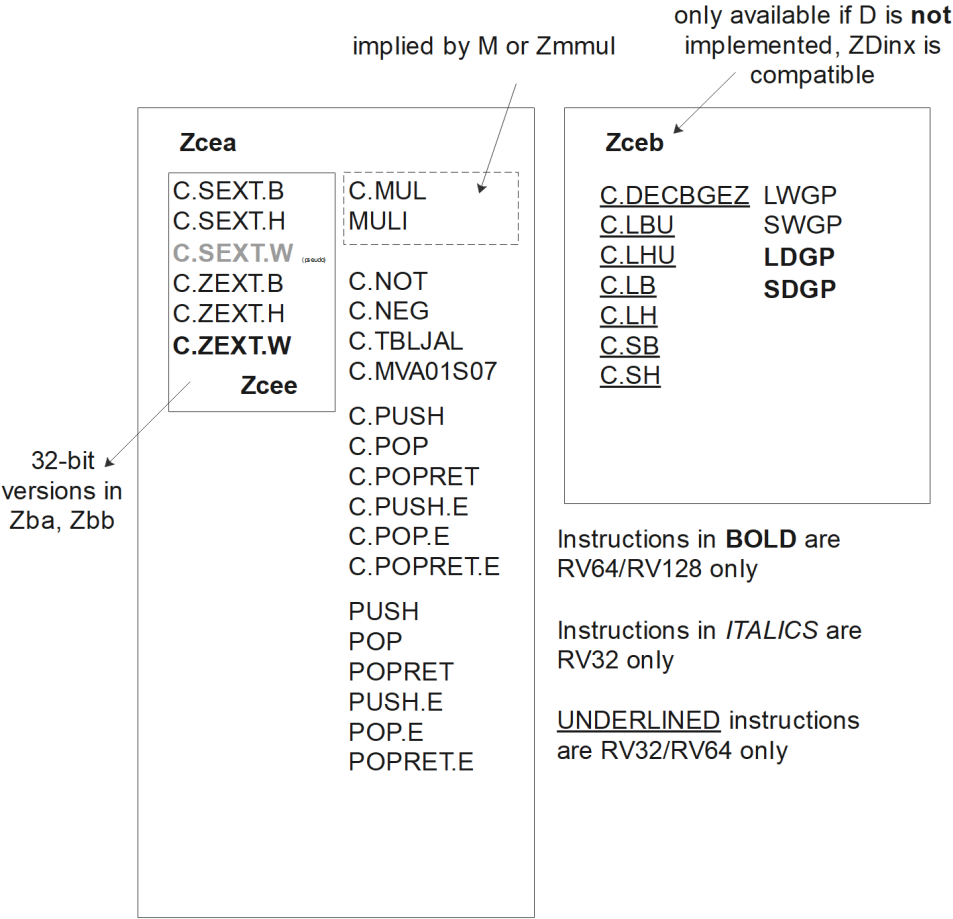 only available if D is not
implemented, ZDinx is
compatible
implied by M or Zmmul
Zcea
C.SEXT.B
C.SEXT.H
C.SEXT.W (pseudo)
C.ZEXT.B
C.ZEXT.H
C.ZEXT.W
Zcee
32-bit
versions in
Zba, Zbb
C.MUL
MULI
C.NOT
C.NEG
C.TBLJAL
C.MVA01S07
C.PUSH
C.POP
C.POPRET
C.PUSH.E
C.POP.E
C.POPRET.E
PUSH
POP
POPRET
PUSH.E
POP.E
POPRET.E
Zceb
C.DECBGEZ
C.LBU
C.LHU
C.LB
C.LH
C.SB
C.SH
LWGP
SWGP
LDGP
SDGP
Instructions in BOLD are
RV64/RV128 only
Instructions in ITALICS are
RV32 only
UNDERLINED instructions
are RV32/RV64 only